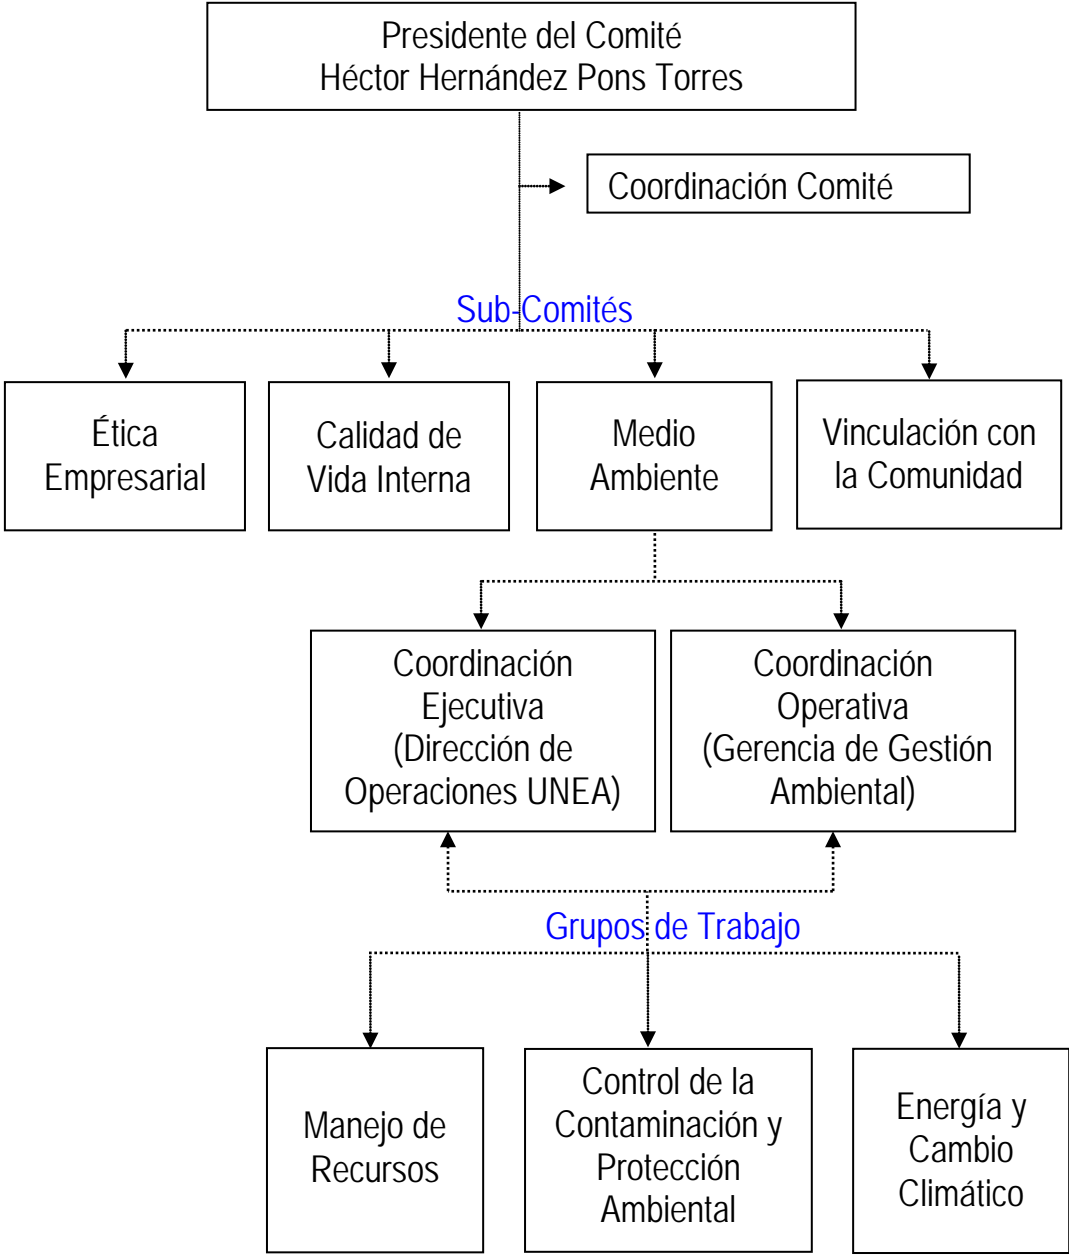 Presidente del Comité
Héctor Hernández Pons Torres
Coordinación Comité
Sub-Comités
Ética
Empresarial
Calidad de
Vida Interna
Medio
Ambiente
Vinculación con
la Comunidad
Coordinación
Ejecutiva
(Dirección de
Operaciones UNEA)
Coordinación
Operativa
(Gerencia de Gestión
Ambiental)
Grupos de Trabajo
Manejo de
Recursos
Control de la
Contaminación y
Protección
Ambiental
Energía y
Cambio
Climático